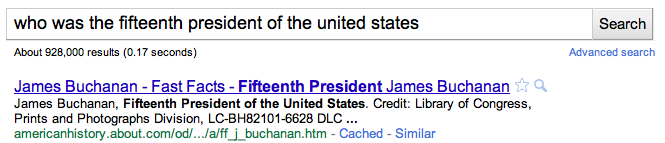 who was the fifteenth president of the united states Search
About 928,000 results (0.17 seconds) Advanced search
James Buchanan - Fast Facts - Fifteenth President James Buchanan
James Buchanan, Fifteenth President of the United States. Credit: Library of Congress,
Prints and Photographs Division, LC-BH82101-6628 DLC ...
americanhistory.about.com/od/.../a/ff_j_buchanan.htm - Cached - Similar